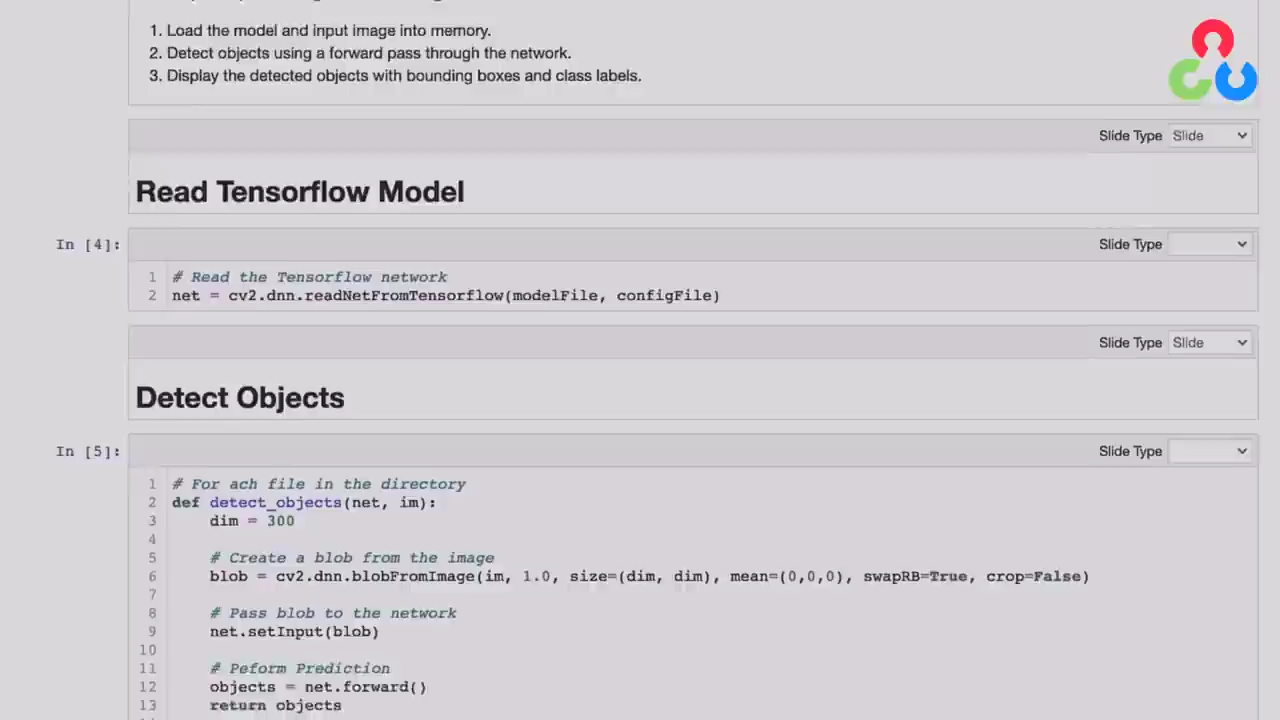 1. Load the model and input image into memory.
2. Detect objects using a forward pass through the network.
3. Display the detected objects with bounding boxes and class labels.
Slide Type Slide
Read Tensorflow Model
In [4]:
Slide Type
1 # Read the Tensorflow network
2 net = cv2.dnn.readNetFromTensorflow(modelFile, configFile)
Slide Type Slide
Detect Objects
In [5]:
Slide Type
1 # For ach file in the directory
2 def detect_objects(net, im):
3 dim = 300
4
5 # Create a blob from the image
6 blob = cv2.dnn.blobFromImage(im, 1.0, size=(dim, dim), mean=(0,0,0), swapRB=True, crop=False)
7
8 # Pass blob to the network
9 net.setInput(blob)
10
11 # Peform Prediction
12 objects = net.forward()
13 return objects